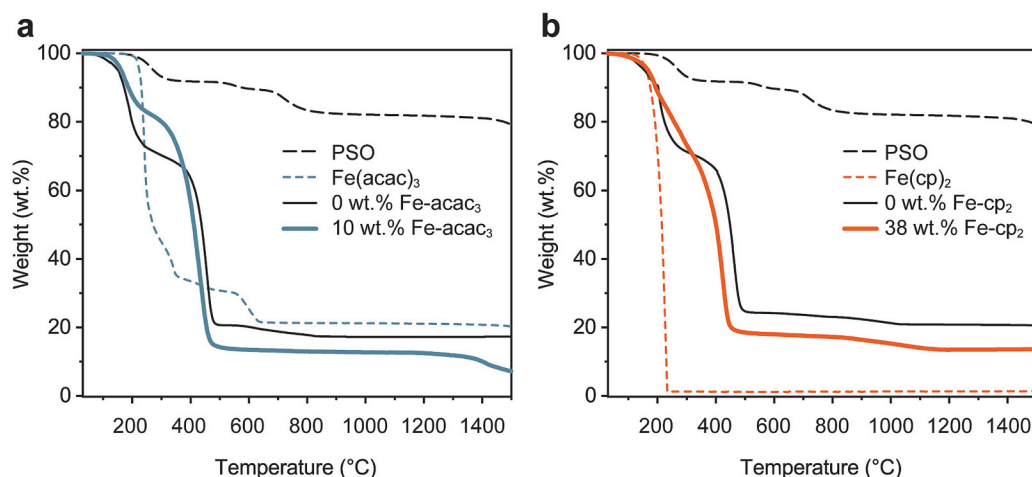 a
100
80
60
40
20
0
Weight (wt.%)
PSO
Fe(acac)₃
0 wt.% Fe-acac₃
10 wt.% Fe-acac₃
200 400 600 800 1000 1200 1400
Temperature (°C)
b
100
80
60
40
20
0
Weight (wt.%)
PSO
Fe(cp)₂
0 wt.% Fe-cp₂
38 wt.% Fe-cp₂
200 400 600 800 1000 1200 1400
Temperature (°C)